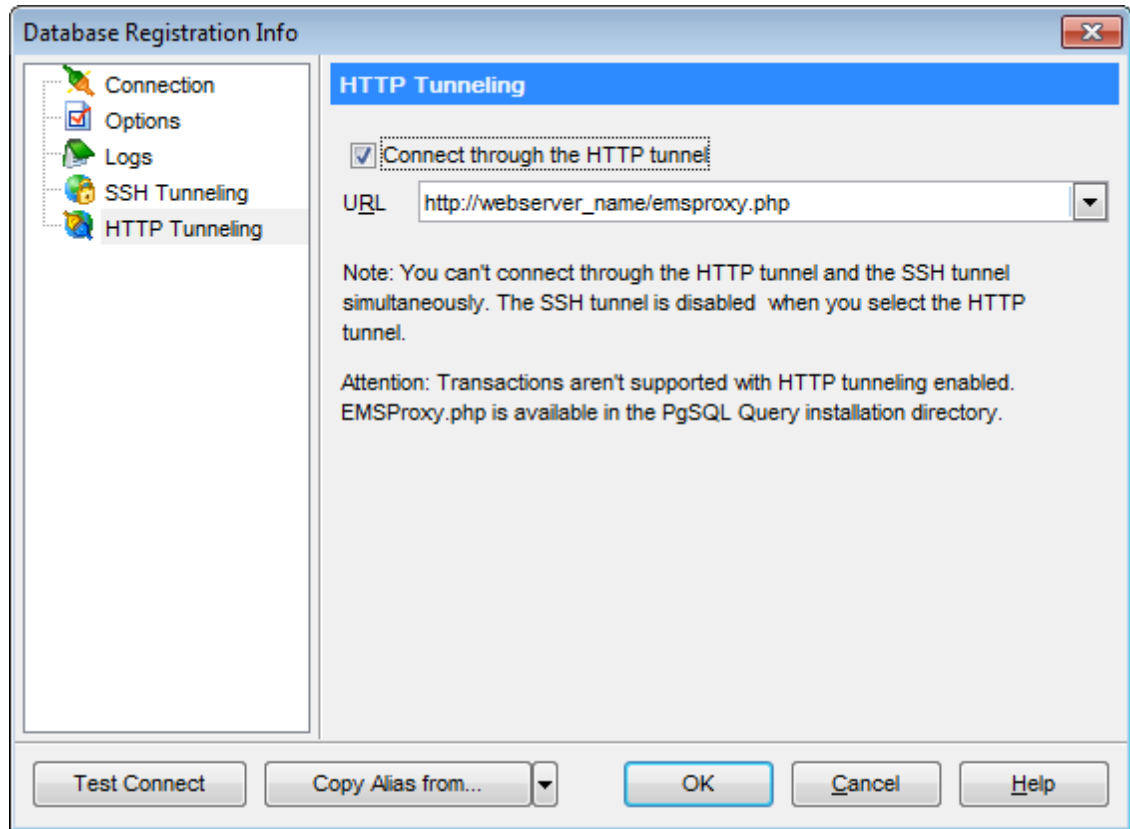 Database Registration Info
Connection
Options
Logs
SSH Tunneling
HTTP Tunneling
HTTP Tunneling
Connect through the HTTP tunnel
URL http://webserver_name/emsproxy.php
Note: You can't connect through the HTTP tunnel and the SSH tunnel
simultaneously. The SSH tunnel is disabled  when you select the HTTP
tunnel.
Attention: Transactions aren't supported with HTTP tunneling enabled.
EMSProxy.php is available in the PgSQL Query installation directory.
Test Connect Copy Alias from... OK Cancel Help